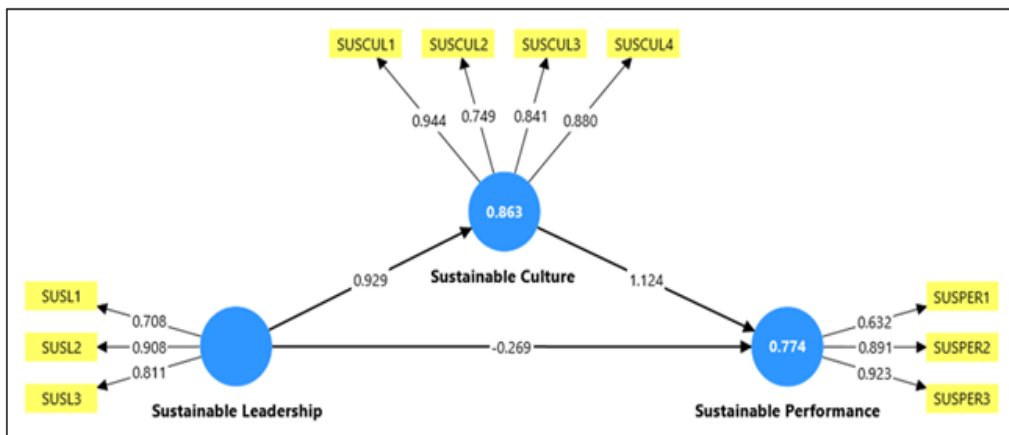 SUSCUL1 SUSCUL2 SUSCUL3 SUSCUL4
0.944 0.749 0.841 0.880
0.863
Sustainable Culture
0.929 1.124
SUSL1
0.708
SUSL2
0.908
SUSL3
0.811
Sustainable Leadership
-0.269
0.774
Sustainable Performance
SUSPER1
0.632
SUSPER2
0.891
SUSPER3
0.923